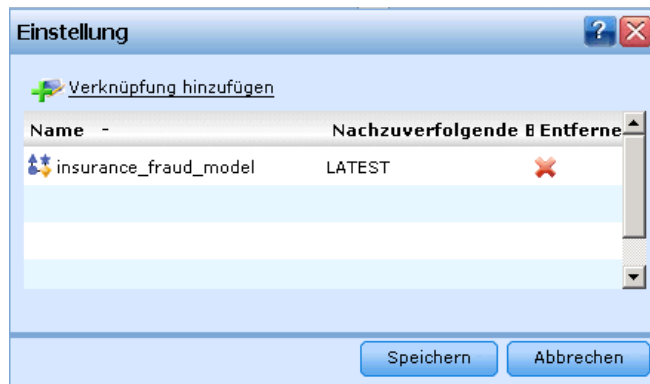 Einstellung ?
Verknüpfung hinzufügen
Name - Nachzuverfolgende B Entferne
insurance_fraud_model LATEST
Speichern Abbrechen